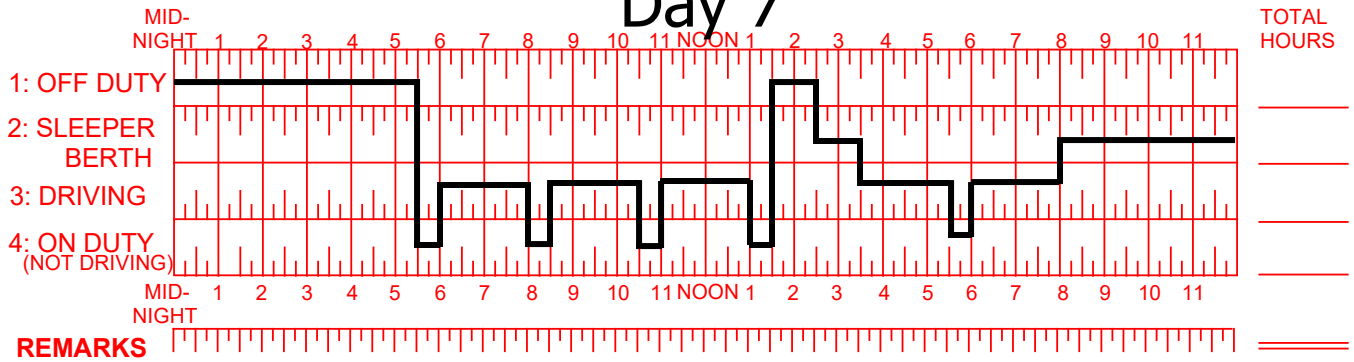 Day 7
MID-
NIGHT 1 2 3 4 5 6 7 8 9 10 11 NOON 1 2 3 4 5 6 7 8 9 10 11
TOTAL
HOURS
1: OFF DUTY
2: SLEEPER
BERTH
3: DRIVING
4: ON DUTY
(NOT DRIVING)
MID-
NIGHT
1 2 3 4 5 6 7 8 9 10 11 NOON 1 2 3 4 5 6 7 8 9 10 11
REMARKS